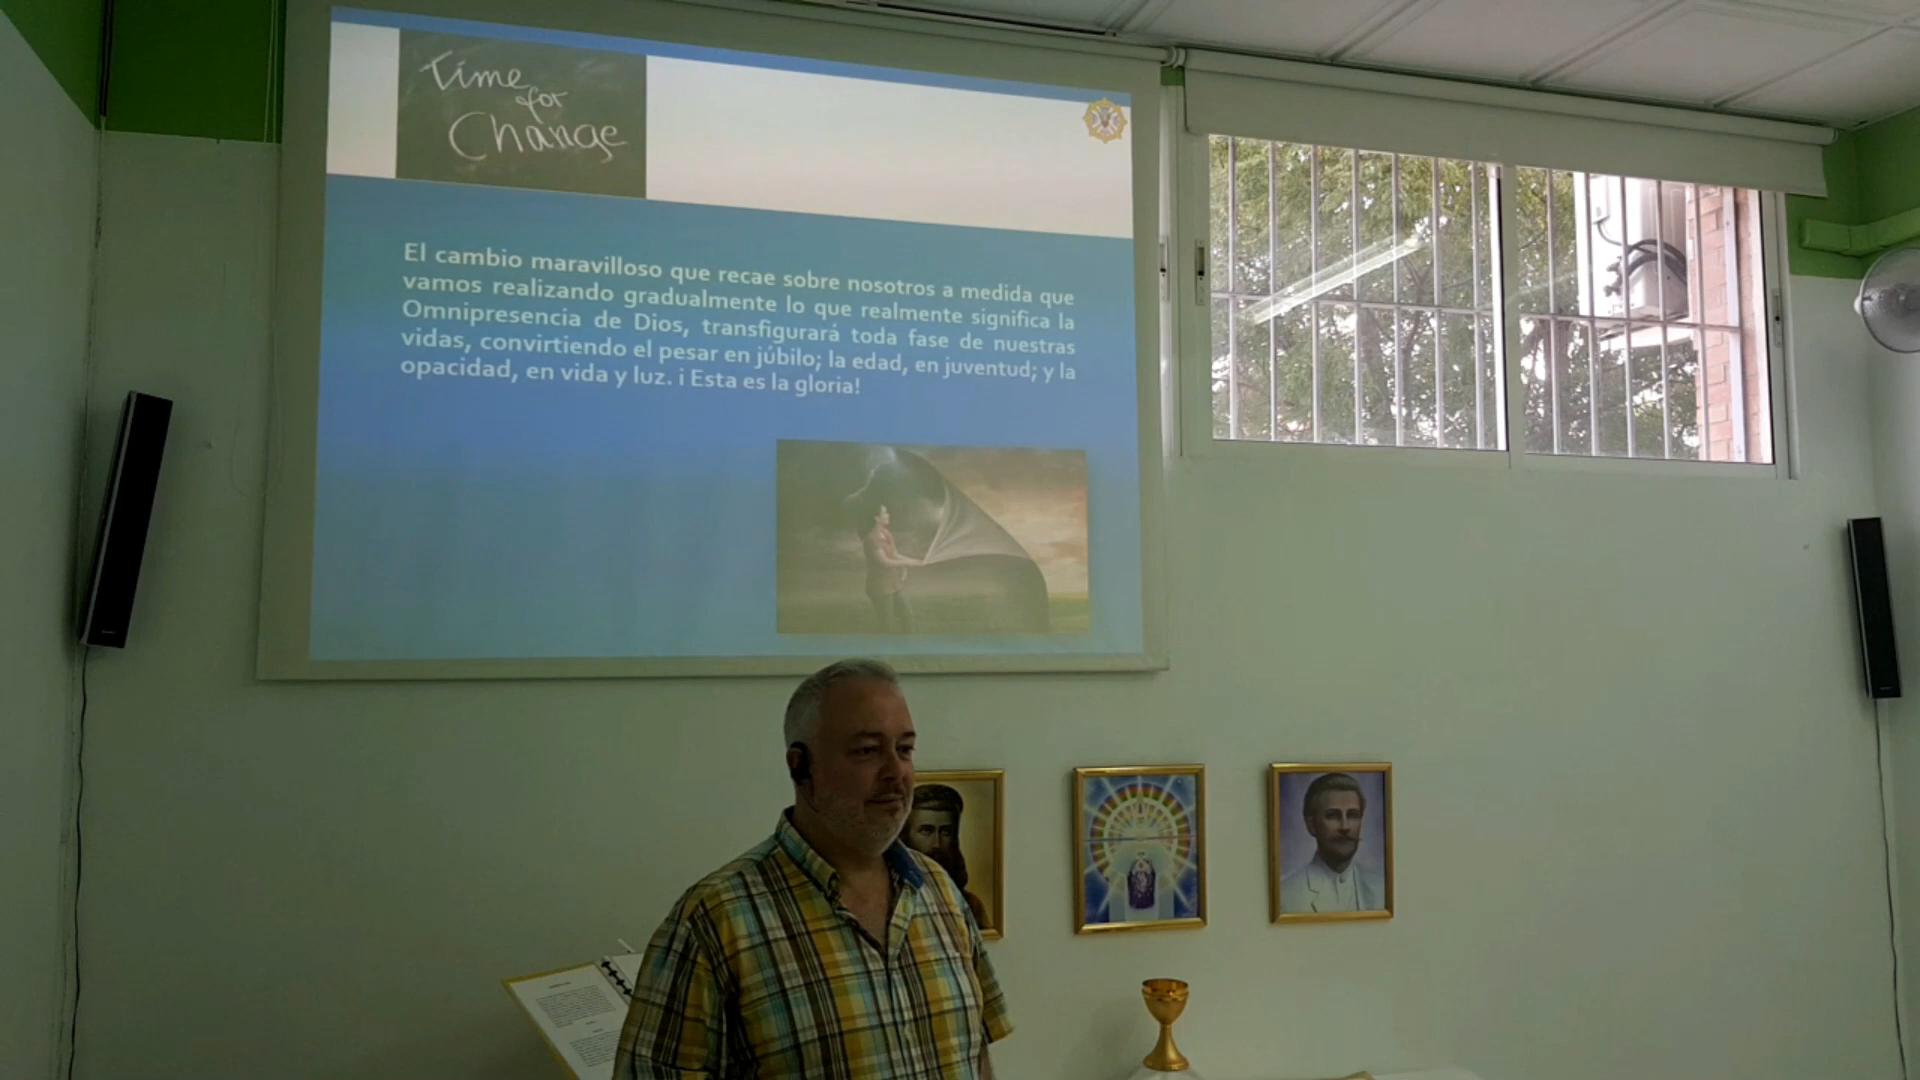 Time
for
Change
El cambio maravilloso que recae sobre nosotros a medida que
vamos realizando gradualmente lo que realmente significa la
Omnipresencia de Dios, transfigurará toda fase de nuestras
vidas, convirtiendo el pesar en júbilo; la edad, en juventud; y la
opacidad, en vida y luz. ¡ Esta es la gloria!